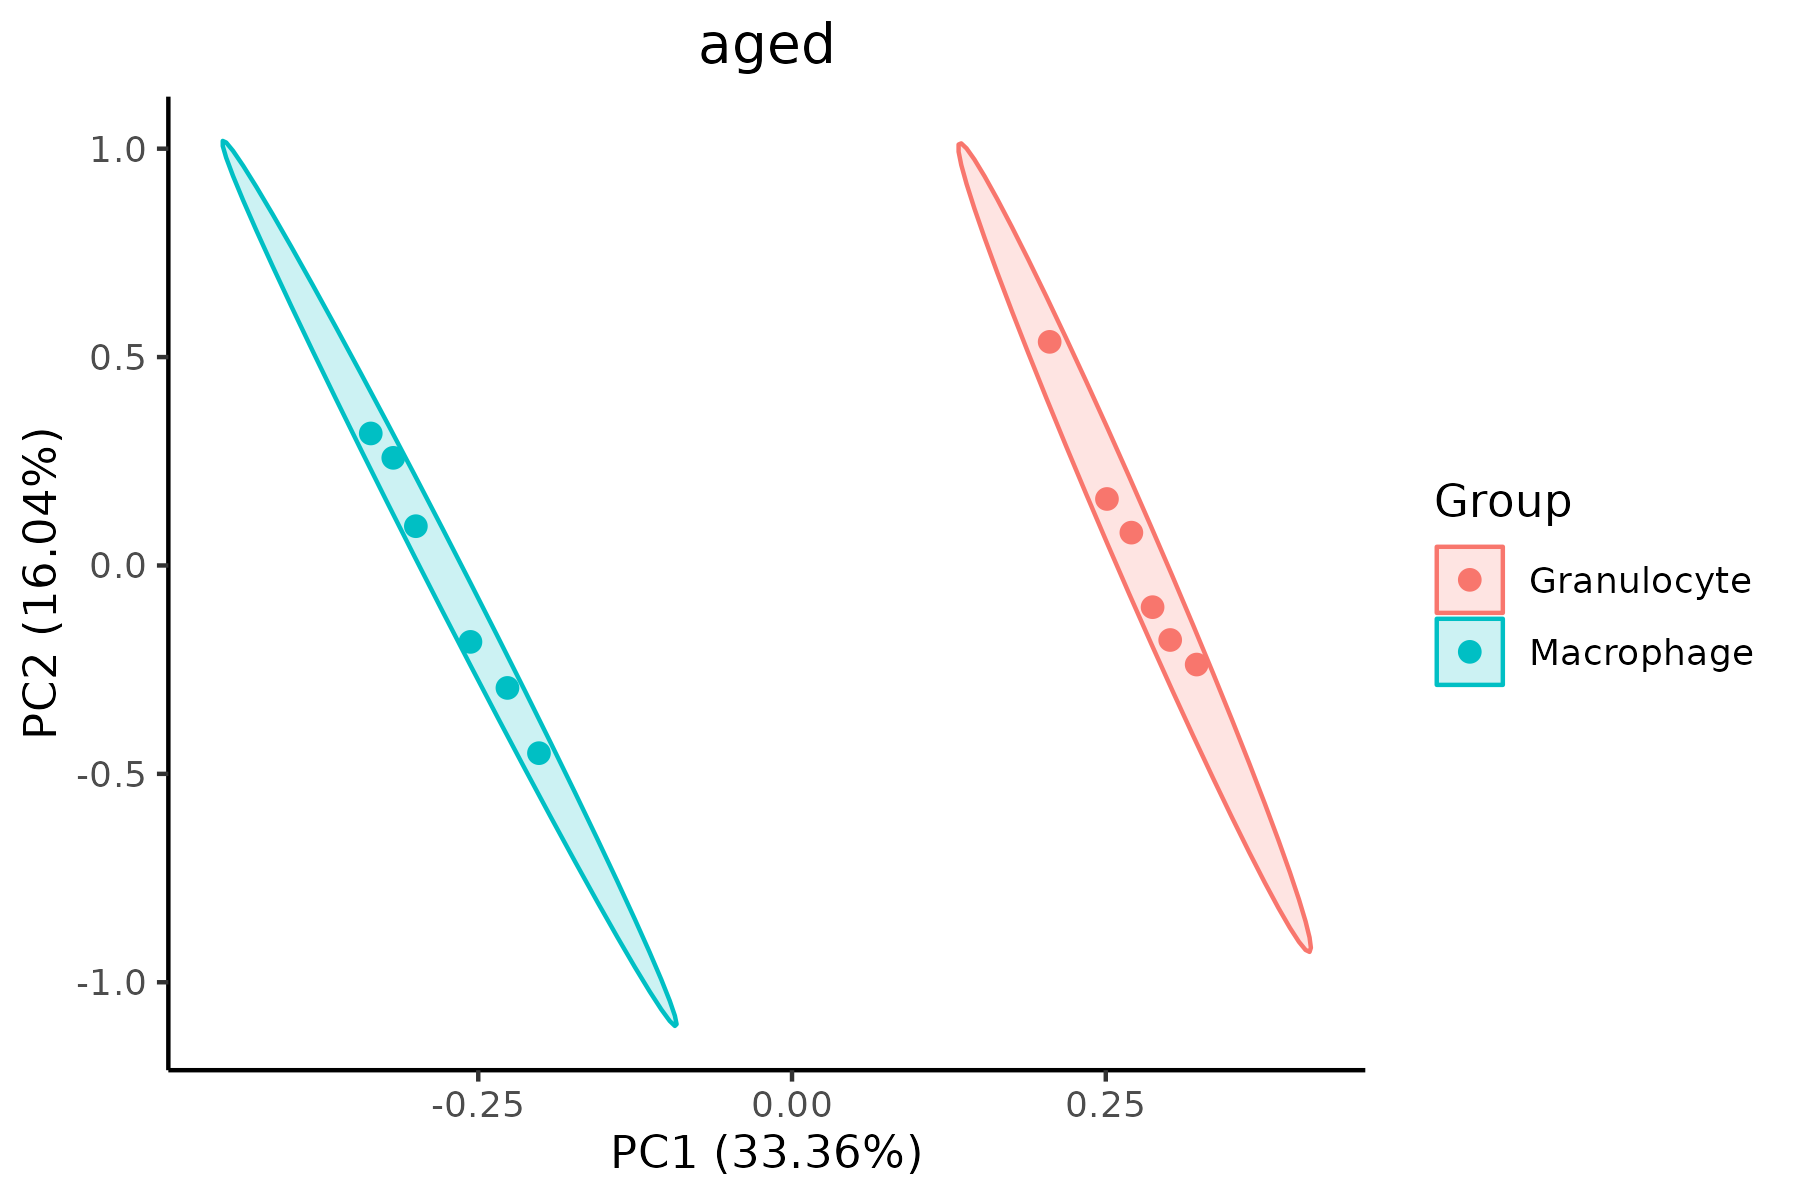 aged
1.0
0.5
0.0
-0.5
-1.0
PC2 (16.04%)
-0.25
0.00
0.25
PC1 (33.36%)
Group
Granulocyte
Macrophage